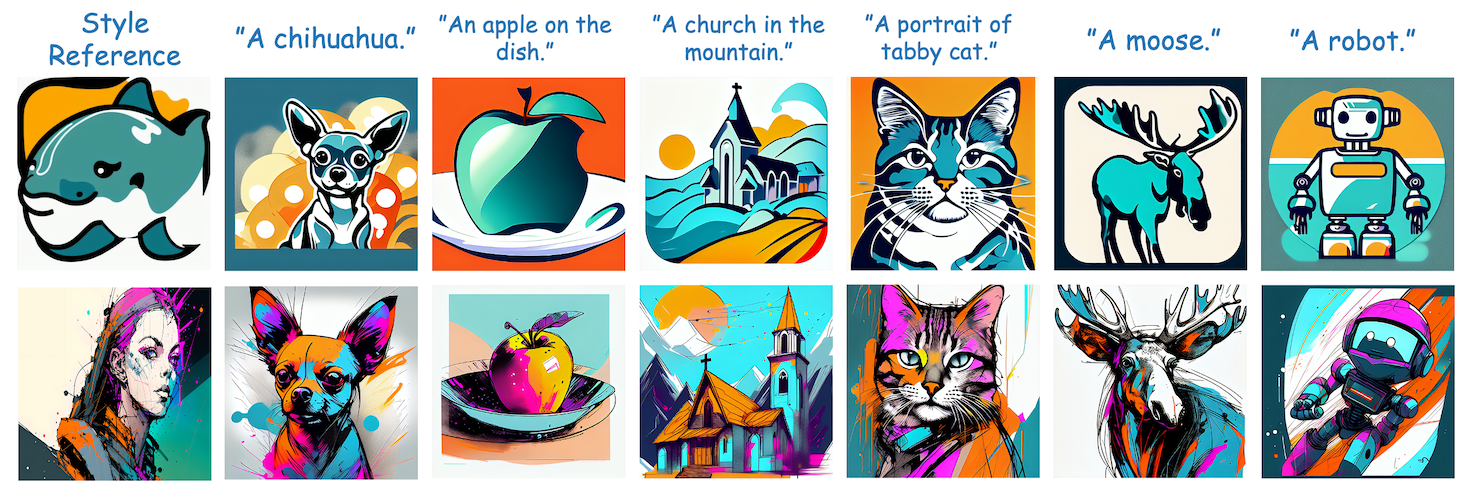 Style
Reference
"A chihuahua."
"An apple on the
dish."
"A church in the
mountain."
"A portrait of
tabby cat."
"A moose."
"A robot."